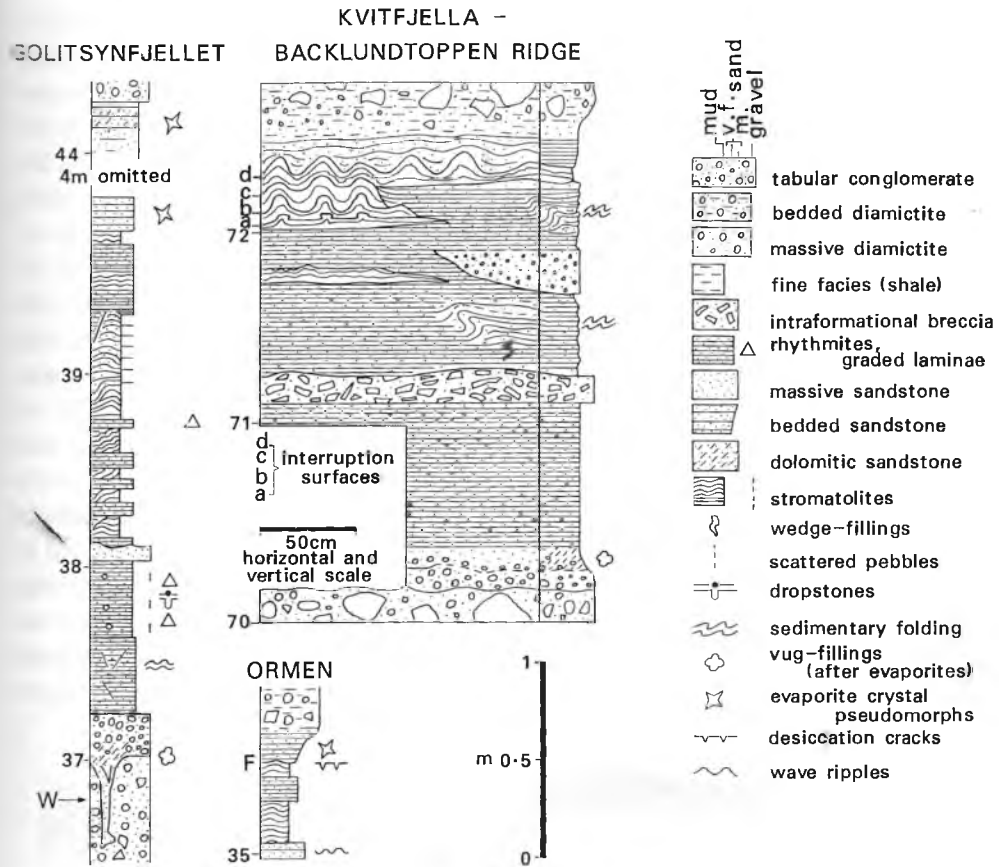 KVITFJELLA –
BACKLUNDTOPPEN RIDGE
GOLITSYNFJELLET
44
4m omitted
39
38
37
W
d
c
b
a
72
71
d
c
b
a
interruption
surfaces
50cm
horizontal and
vertical scale
70
ORMEN
F
35
1
m 0·5
0
mud
v.f. sand
m.
gravel
tabular conglomerate
bedded diamictite
massive diamictite
fine facies (shale)
intraformational breccia
rhythmites,
graded laminae
massive sandstone
bedded sandstone
dolomitic sandstone
stromatolites
wedge-fillings
scattered pebbles
dropstones
sedimentary folding
vug-fillings
(after evaporites)
evaporite crystal
pseudomorphs
desiccation cracks
wave ripples